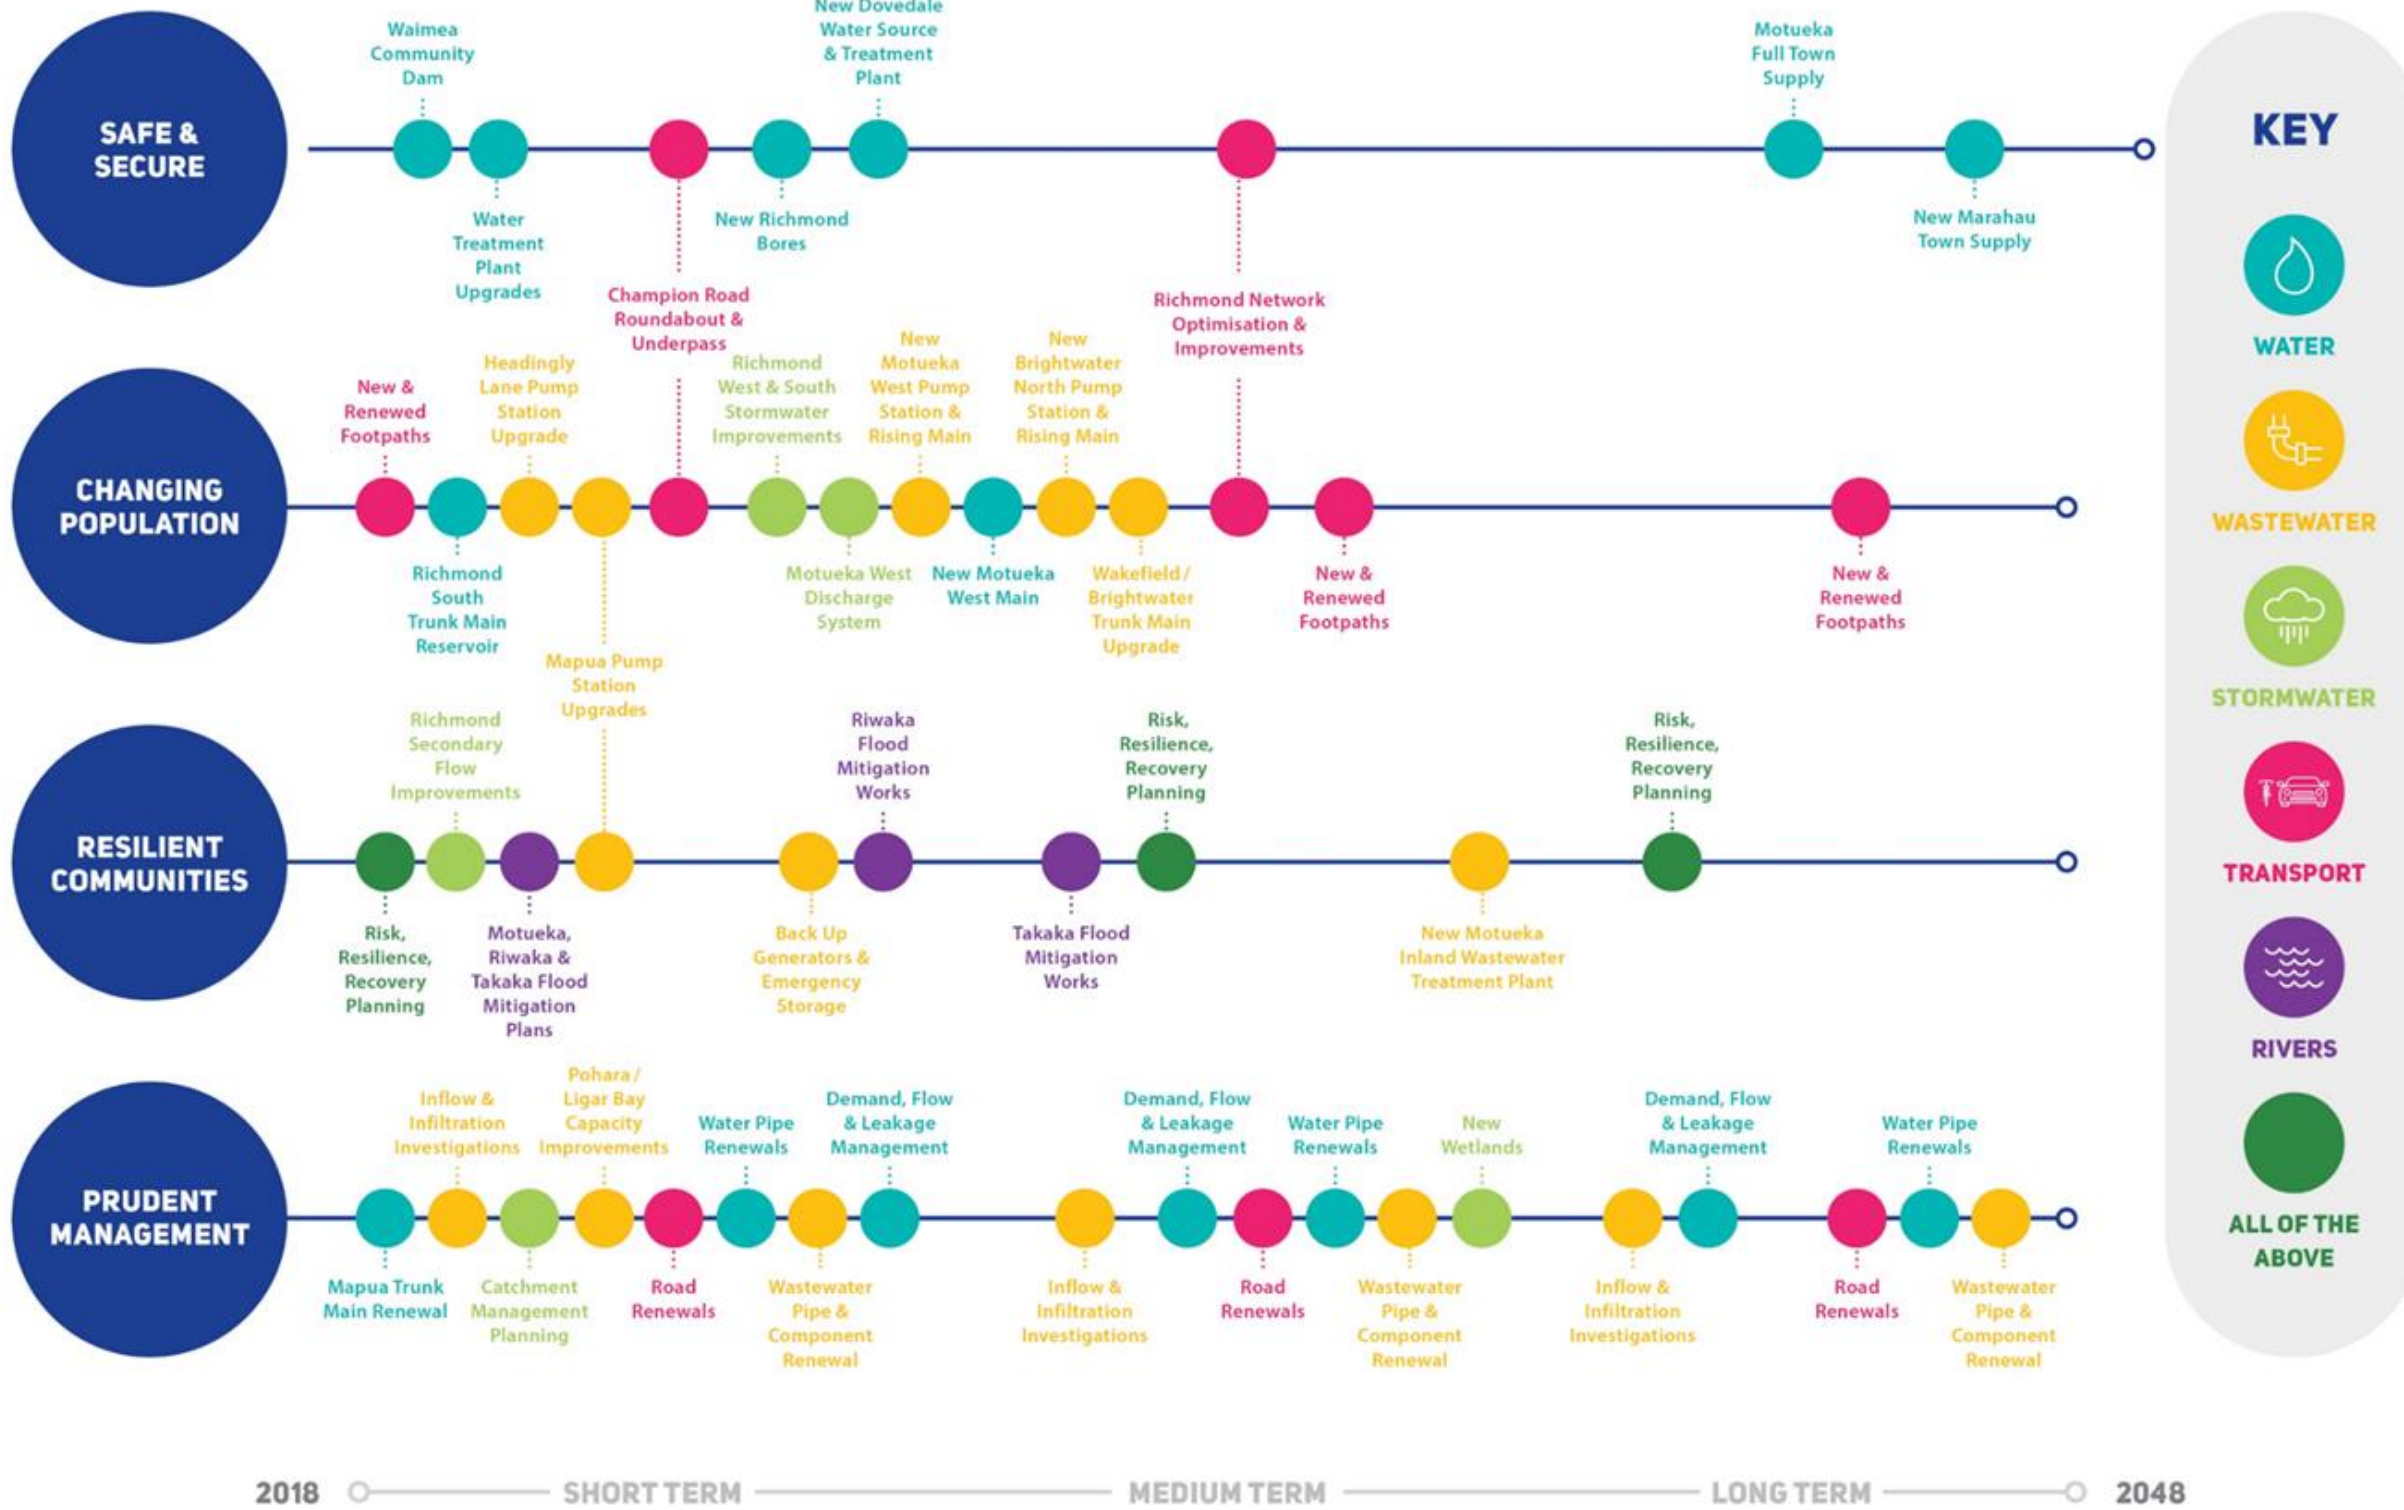 New Dovedale
Water Source
& Treatment
Plant
Waimea
Community
Dam
Motueka
Full Town
Supply
SAFE &
SECURE
Water
Treatment
Plant
Upgrades
New Richmond
Bores
New Marahau
Town Supply
Champion Road
Roundabout &
Underpass
Richmond Network
Optimisation &
Improvements
CHANGING
POPULATION
New &
Renewed
Footpaths
Headingly
Lane Pump
Station
Upgrade
Richmond
West & South
Stormwater
Improvements
New
Motueka
West Pump
Station &
Rising Main
New
Brightwater
North Pump
Station &
Rising Main
Richmond
South
Trunk Main
Reservoir
Mapua Pump
Station
Upgrades
Motueka West
Discharge
System
New Motueka
West Main
Wakefield /
Brightwater
Trunk Main
Upgrade
New &
Renewed
Footpaths
New &
Renewed
Footpaths
RESILIENT
COMMUNITIES
Richmond
Secondary
Flow
Improvements
Riwaka
Flood
Mitigation
Works
Risk,
Resilience,
Recovery
Planning
Risk,
Resilience,
Recovery
Planning
Risk,
Resilience,
Recovery
Planning
Motueka,
Riwaka &
Takaka Flood
Mitigation
Plans
Back Up
Generators &
Emergency
Storage
Takaka Flood
Mitigation
Works
New Motueka
Inland Wastewater
Treatment Plant
PRUDENT
MANAGEMENT
Inflow &
Infiltration
Investigations
Pohara /
Ligar Bay
Capacity
Improvements
Water Pipe
Renewals
Demand, Flow
& Leakage
Management
Demand, Flow
& Leakage
Management
Water Pipe
Renewals
New
Wetlands
Demand, Flow
& Leakage
Management
Water Pipe
Renewals
Mapua Trunk
Main Renewal
Catchment
Management
Planning
Road
Renewals
Wastewater
Pipe &
Component
Renewal
Inflow &
Infiltration
Investigations
Road
Renewals
Wastewater
Pipe &
Component
Renewal
Inflow &
Infiltration
Investigations
Road
Renewals
Wastewater
Pipe &
Component
Renewal
2018
SHORT TERM
MEDIUM TERM
LONG TERM
2048
KEY
WATER
WASTEWATER
STORMWATER
TRANSPORT
RIVERS
ALL OF THE
ABOVE